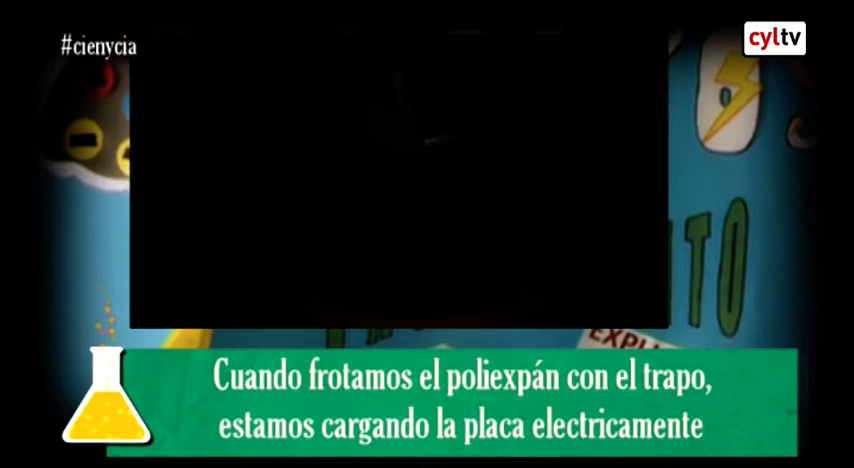 #cienycia
cyltv
Cuando frotamos el poliexpán con el trapo,
estamos cargando la placa electricamente